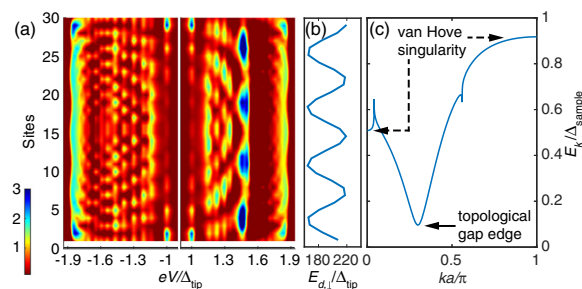 (a)
(b)
(c)
30
25
20
15
10
5
0
Sites
3
2
1
-1.9 -1.6 -1.3 -1 1 1.3 1.6 1.9
eV/Δtip
180 220
Ed,⊥/Δtip
van Hove
singularity
topological
gap edge
0 0.5 1
ka/π
1
0.8
0.6
0.4
0.2
0
Ek/Δsample